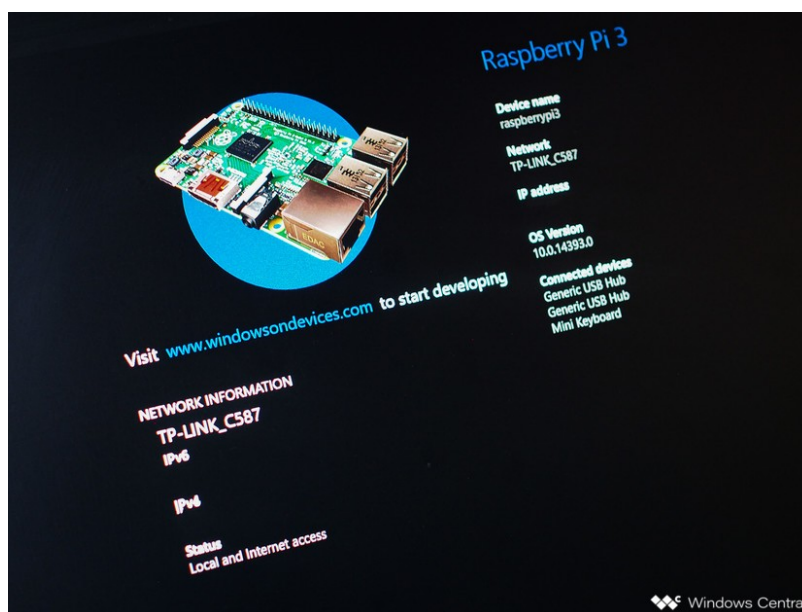 Raspberry Pi 3
Device name
raspberrypi3
Network
TP-LINK_C587
IP address
OS Version
10.0.14393.0
Connected devices
Generic USB Hub
Generic USB Hub
Mini Keyboard
EDAC
Visit www.windowsondevices.com to start developing
NETWORK INFORMATION
TP-LINK_C587
IPv6
IPv4
Status
Local and Internet access
Windows Centra